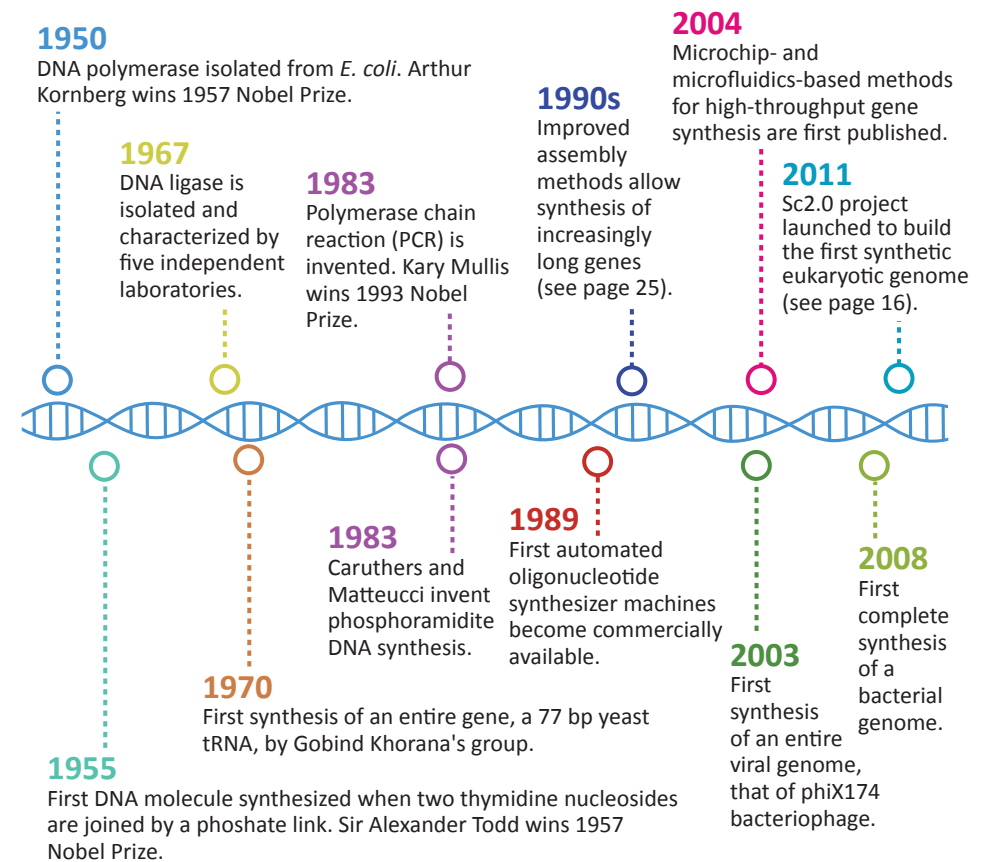 1950
DNA polymerase isolated from E. coli. Arthur
Kornberg wins 1957 Nobel Prize.
1967
DNA ligase is
isolated and
characterized by
five independent
laboratories.
1983
Polymerase chain
reaction (PCR) is
invented. Kary Mullis
wins 1993 Nobel
Prize.
1990s
Improved
assembly
methods allow
synthesis of
increasingly
long genes
(see page 25).
2004
Microchip- and
microfluidics-based methods
for high-throughput gene
synthesis are first published.
2011
Sc2.0 project
launched to build
the first synthetic
eukaryotic genome
(see page 16).
1955
First DNA molecule synthesized when two thymidine nucleosides
are joined by a phoshate link. Sir Alexander Todd wins 1957
Nobel Prize.
1970
First synthesis of an entire gene, a 77 bp yeast
tRNA, by Gobind Khorana's group.
1983
Caruthers and
Matteucci invent
phosphoramidite
DNA synthesis.
1989
First automated
oligonucleotide
synthesizer machines
become commercially
available.
2003
First
synthesis
of an entire
viral genome,
that of phiX174
bacteriophage.
2008
First
complete
synthesis
of a
bacterial
genome.